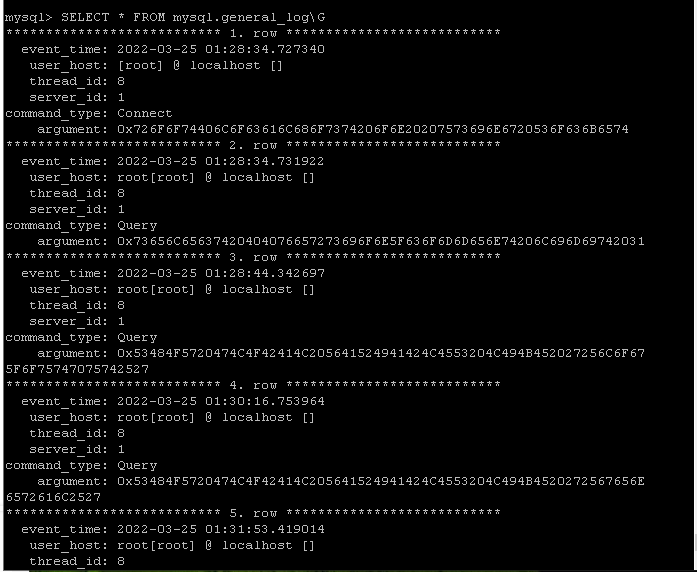 mysql> SELECT * FROM mysql.general_log\G
*************************** 1. row ***************************
event_time: 2022-03-25 01:28:34.727340
user_host: [root] @ localhost []
thread_id: 8
server_id: 1
command_type: Connect
argument: 0x726F6F74406C6F63616C686F7374206F6E20207573696E6720536F636B6574
*************************** 2. row ***************************
event_time: 2022-03-25 01:28:34.731922
user_host: root[root] @ localhost []
thread_id: 8
server_id: 1
command_type: Query
argument: 0x73656C65637420404076657273696F6E5F636F6D6D656E74206C696D69742031
*************************** 3. row ***************************
event_time: 2022-03-25 01:28:44.342697
user_host: root[root] @ localhost []
thread_id: 8
server_id: 1
command_type: Query
argument: 0x53484F5720474C4F42414C205641524941424C4553204C494B452027256C6F67
5F6F75747075742527
*************************** 4. row ***************************
event_time: 2022-03-25 01:30:16.753964
user_host: root[root] @ localhost []
thread_id: 8
server_id: 1
command_type: Query
argument: 0x53484F5720474C4F42414C205641524941424C4553204C494B4520272567656E
6572616C2527
*************************** 5. row ***************************
event_time: 2022-03-25 01:31:53.419014
user_host: root[root] @ localhost []
thread_id: 8